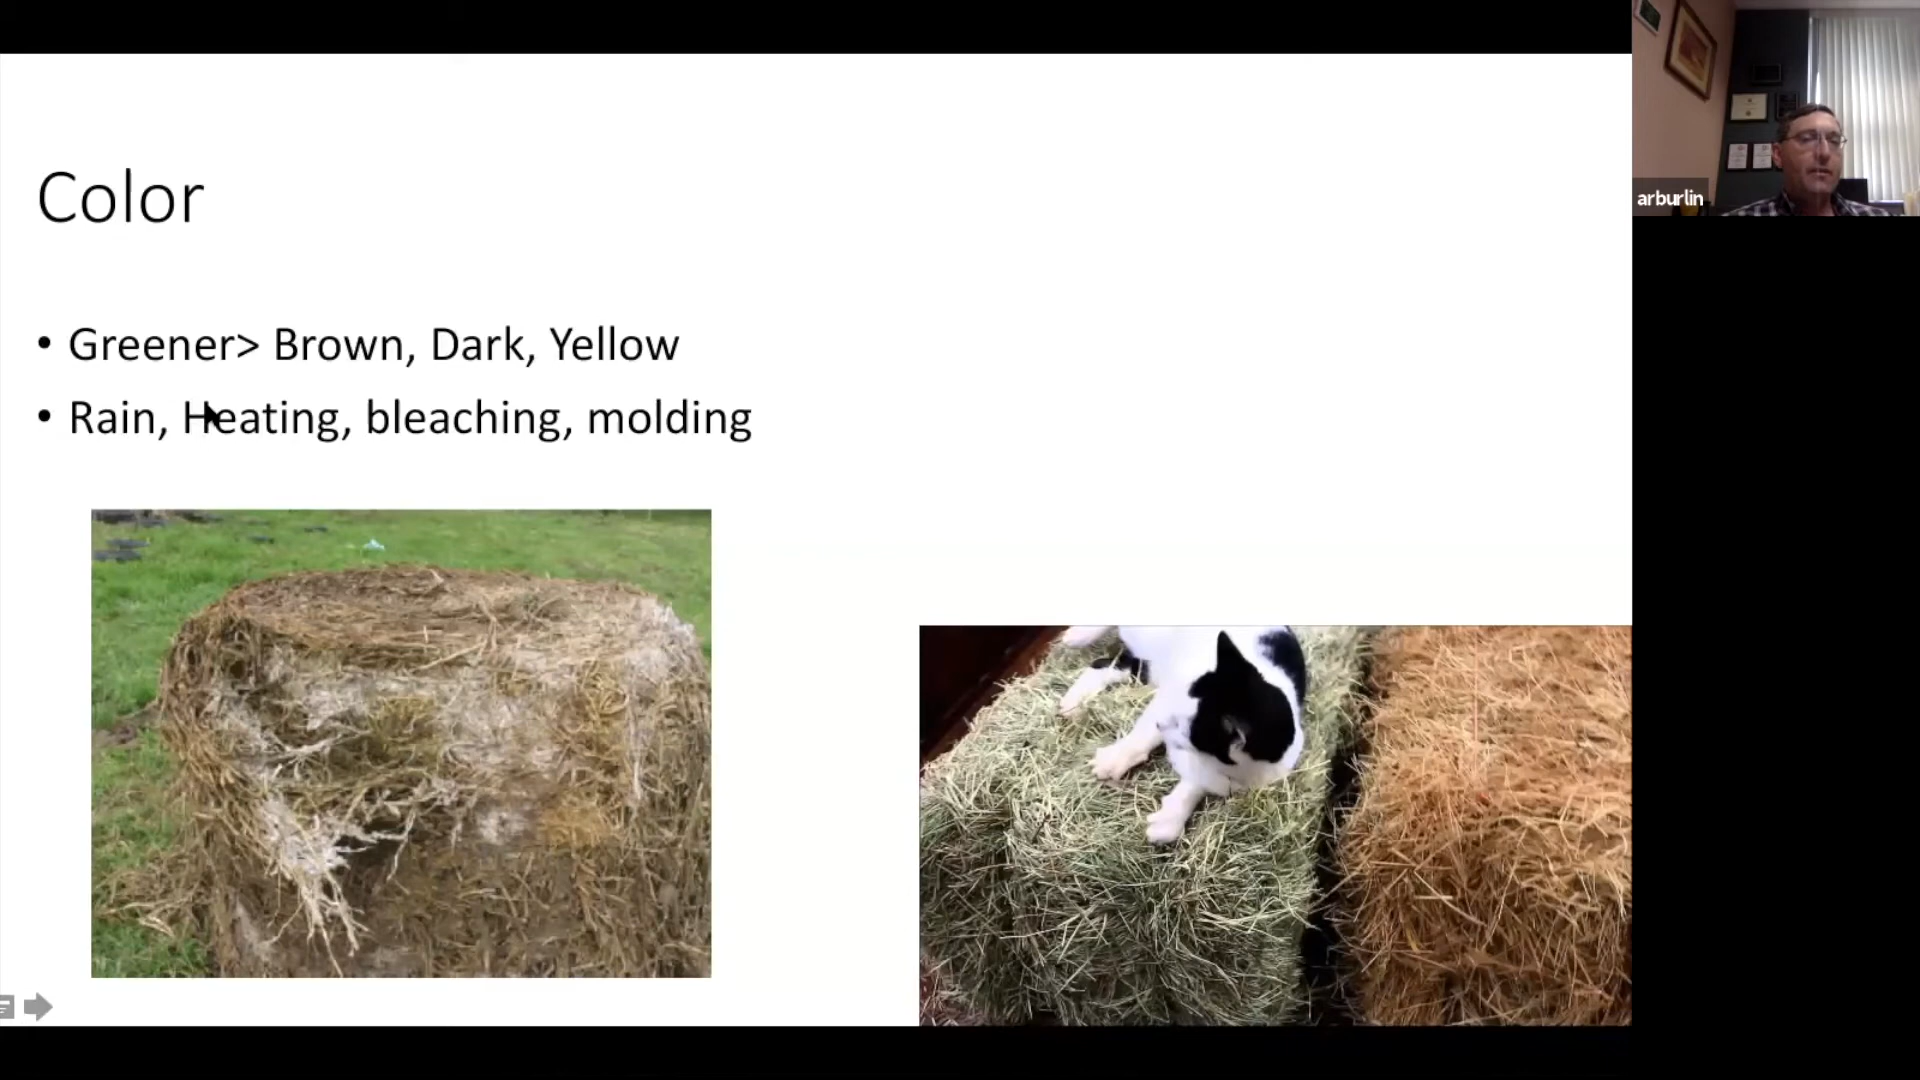 Color
• Greener> Brown, Dark, Yellow
• Rain, Heating, bleaching, molding
arburlin